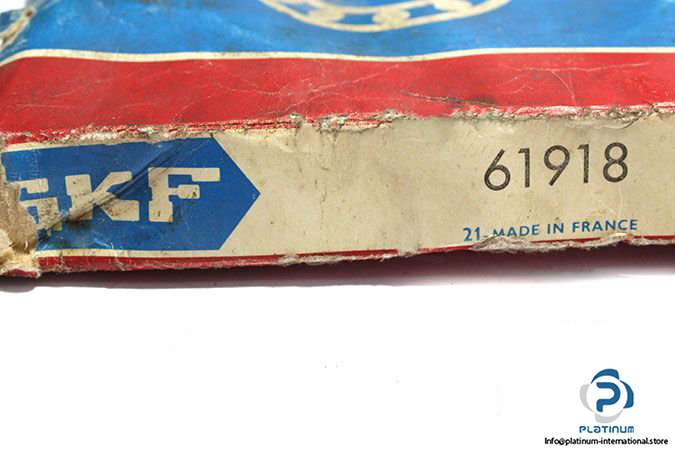 SKF
61918
21-MADE IN FRANCE
PLATINUM
Info@platinum-international.store